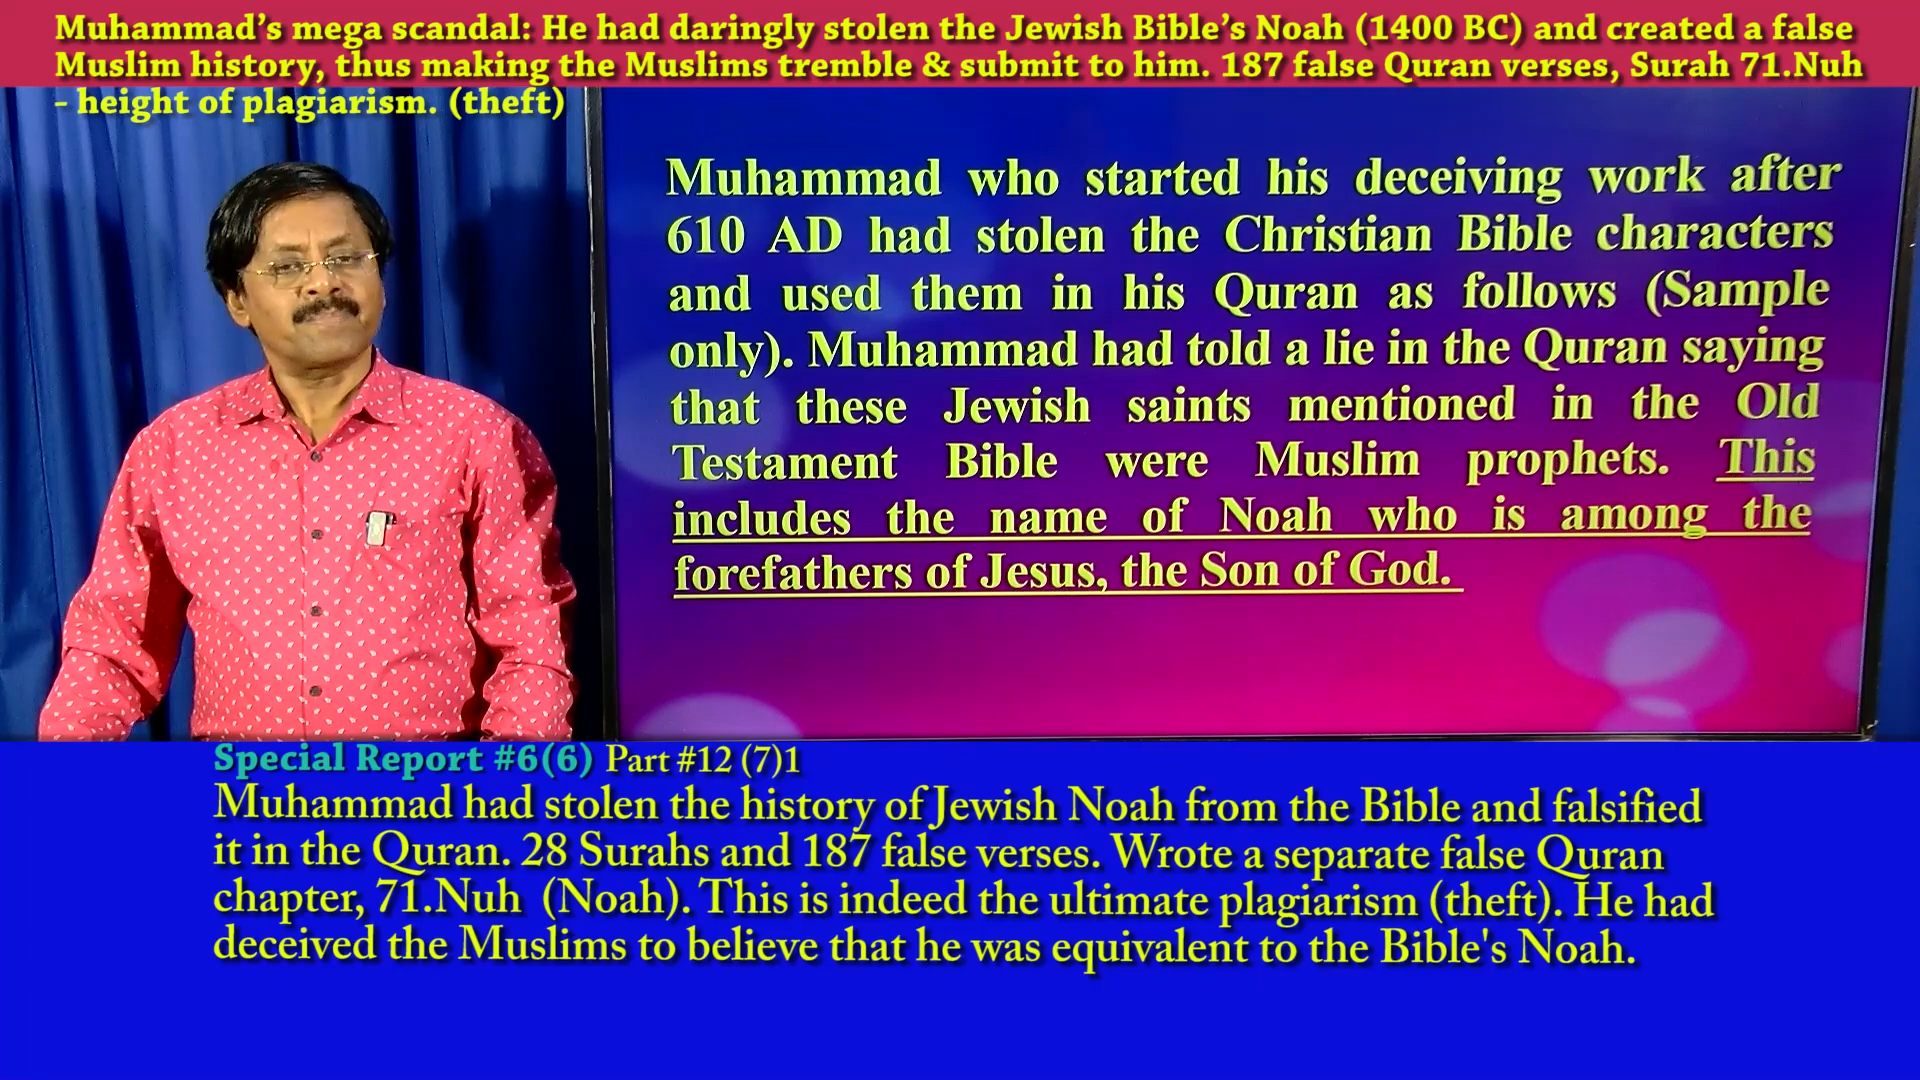 Muhammad’s mega scandal: He had daringly stolen the Jewish Bible’s Noah (1400 BC) and created a false
Muslim history, thus making the Muslims tremble & submit to him. 187 false Quran verses, Surah 71.Nuh
- height of plagiarism. (theft)
Muhammad who started his deceiving work after
610 AD had stolen the Christian Bible characters
and used them in his Quran as follows (Sample
only). Muhammad had told a lie in the Quran saying
that these Jewish saints mentioned in the Old
Testament Bible were Muslim prophets. This
includes the name of Noah who is among the
forefathers of Jesus, the Son of God.
Special Report #6(6) Part #12 (7)1
Muhammad had stolen the history of Jewish Noah from the Bible and falsified
it in the Quran. 28 Surahs and 187 false verses. Wrote a separate false Quran
chapter, 71.Nuh (Noah). This is indeed the ultimate plagiarism (theft). He had
deceived the Muslims to believe that he was equivalent to the Bible's Noah.